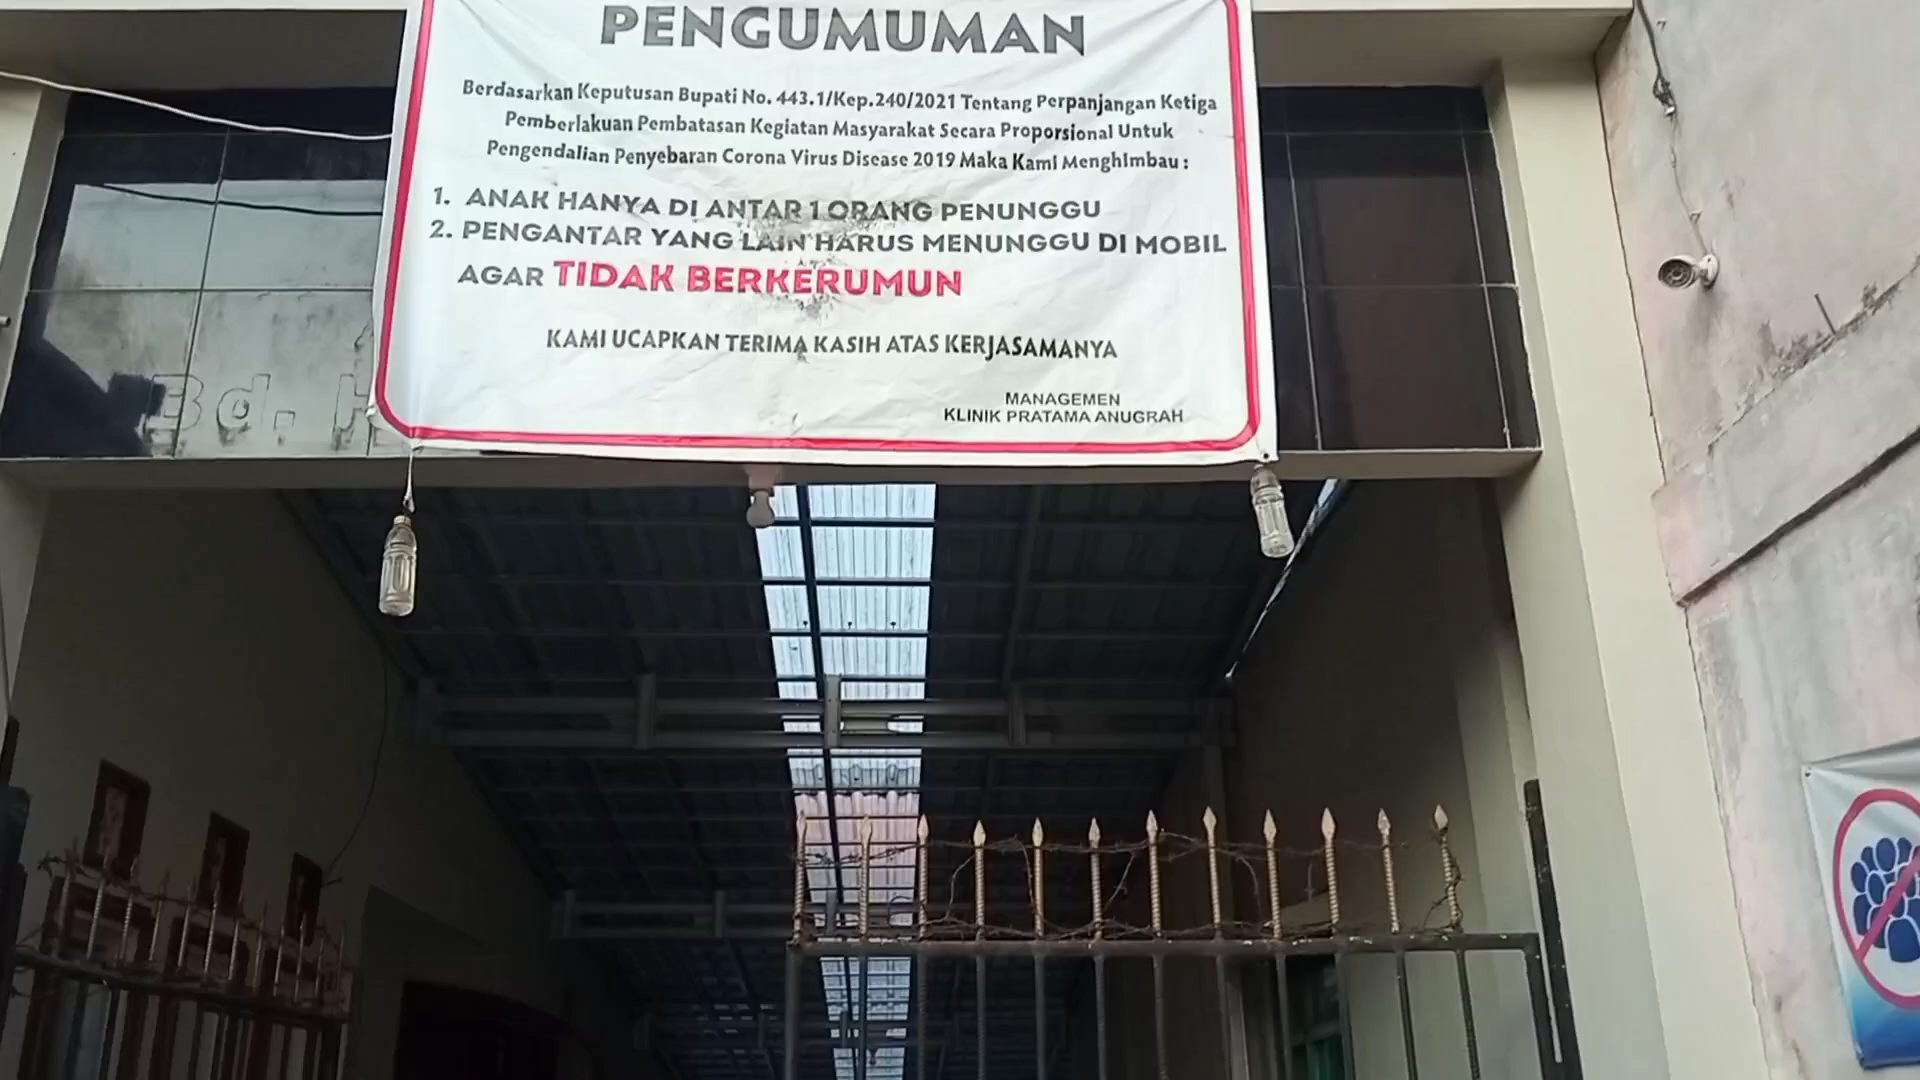 PENGUMUMAN
Berdasarkan Keputusan Bupati No. 443.1/Kep.240/2021 Tentang Perpanjangan Ketiga
Pemberlakuan Pembatasan Kegiatan Masyarakat Secara Proporsional Untuk
Pengendalian Penyebaran Corona Virus Disease 2019 Maka Kami Menghimbau :
1. ANAK HANYA DI ANTAR 1 ORANG PENUNGGU
2. PENGANTAR YANG LAIN HARUS MENUNGGU DI MOBIL
AGAR TIDAK BERKERUMUN
KAMI UCAPKAN TERIMA KASIH ATAS KERJASAMANYA
MANAGEMEN
KLINIK PRATAMA ANUGRAH
Bd.